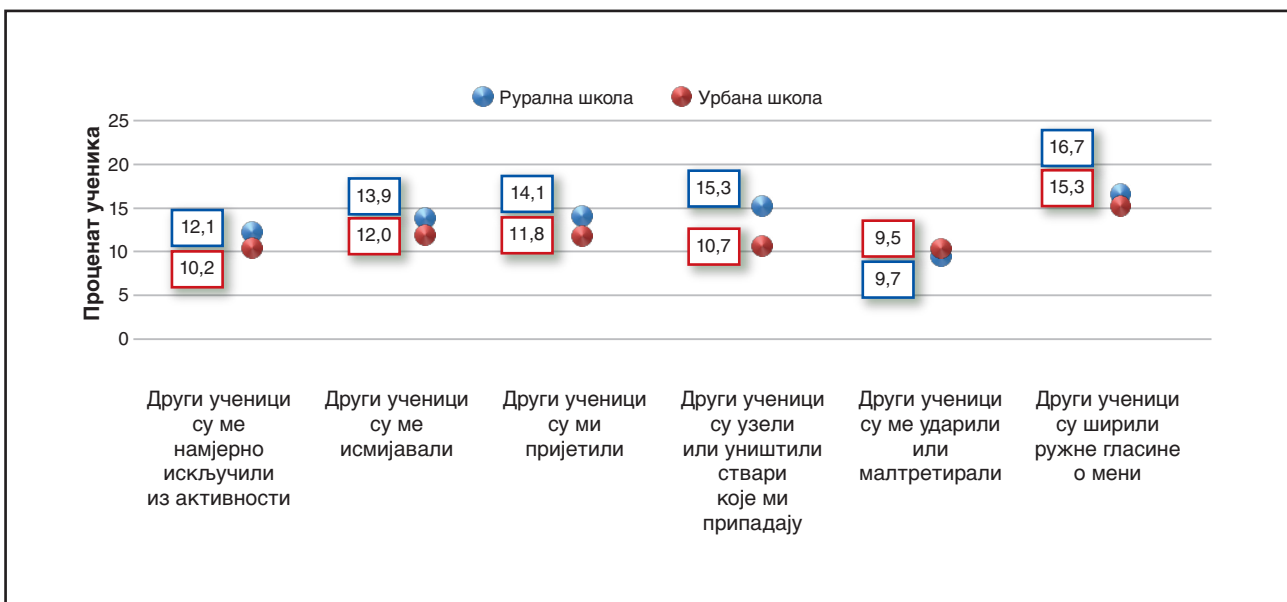 Рурална школа Урбана школа
Проценат ученика
25
20
15
10
5
0
12,1
10,2
13,9
12,0
14,1
11,8
15,3
10,7
9,5
9,7
16,7
15,3
Други ученици
су ме
намјерно
искључили
из активности
Други ученици
су ме
исмијавали
Други ученици
су ми
пријетили
Други ученици
су узели
или уништили
ствари
које ми
припадају
Други ученици
су ме ударили
или
малтретирали
Други ученици
су ширили
ружне гласине
о мени